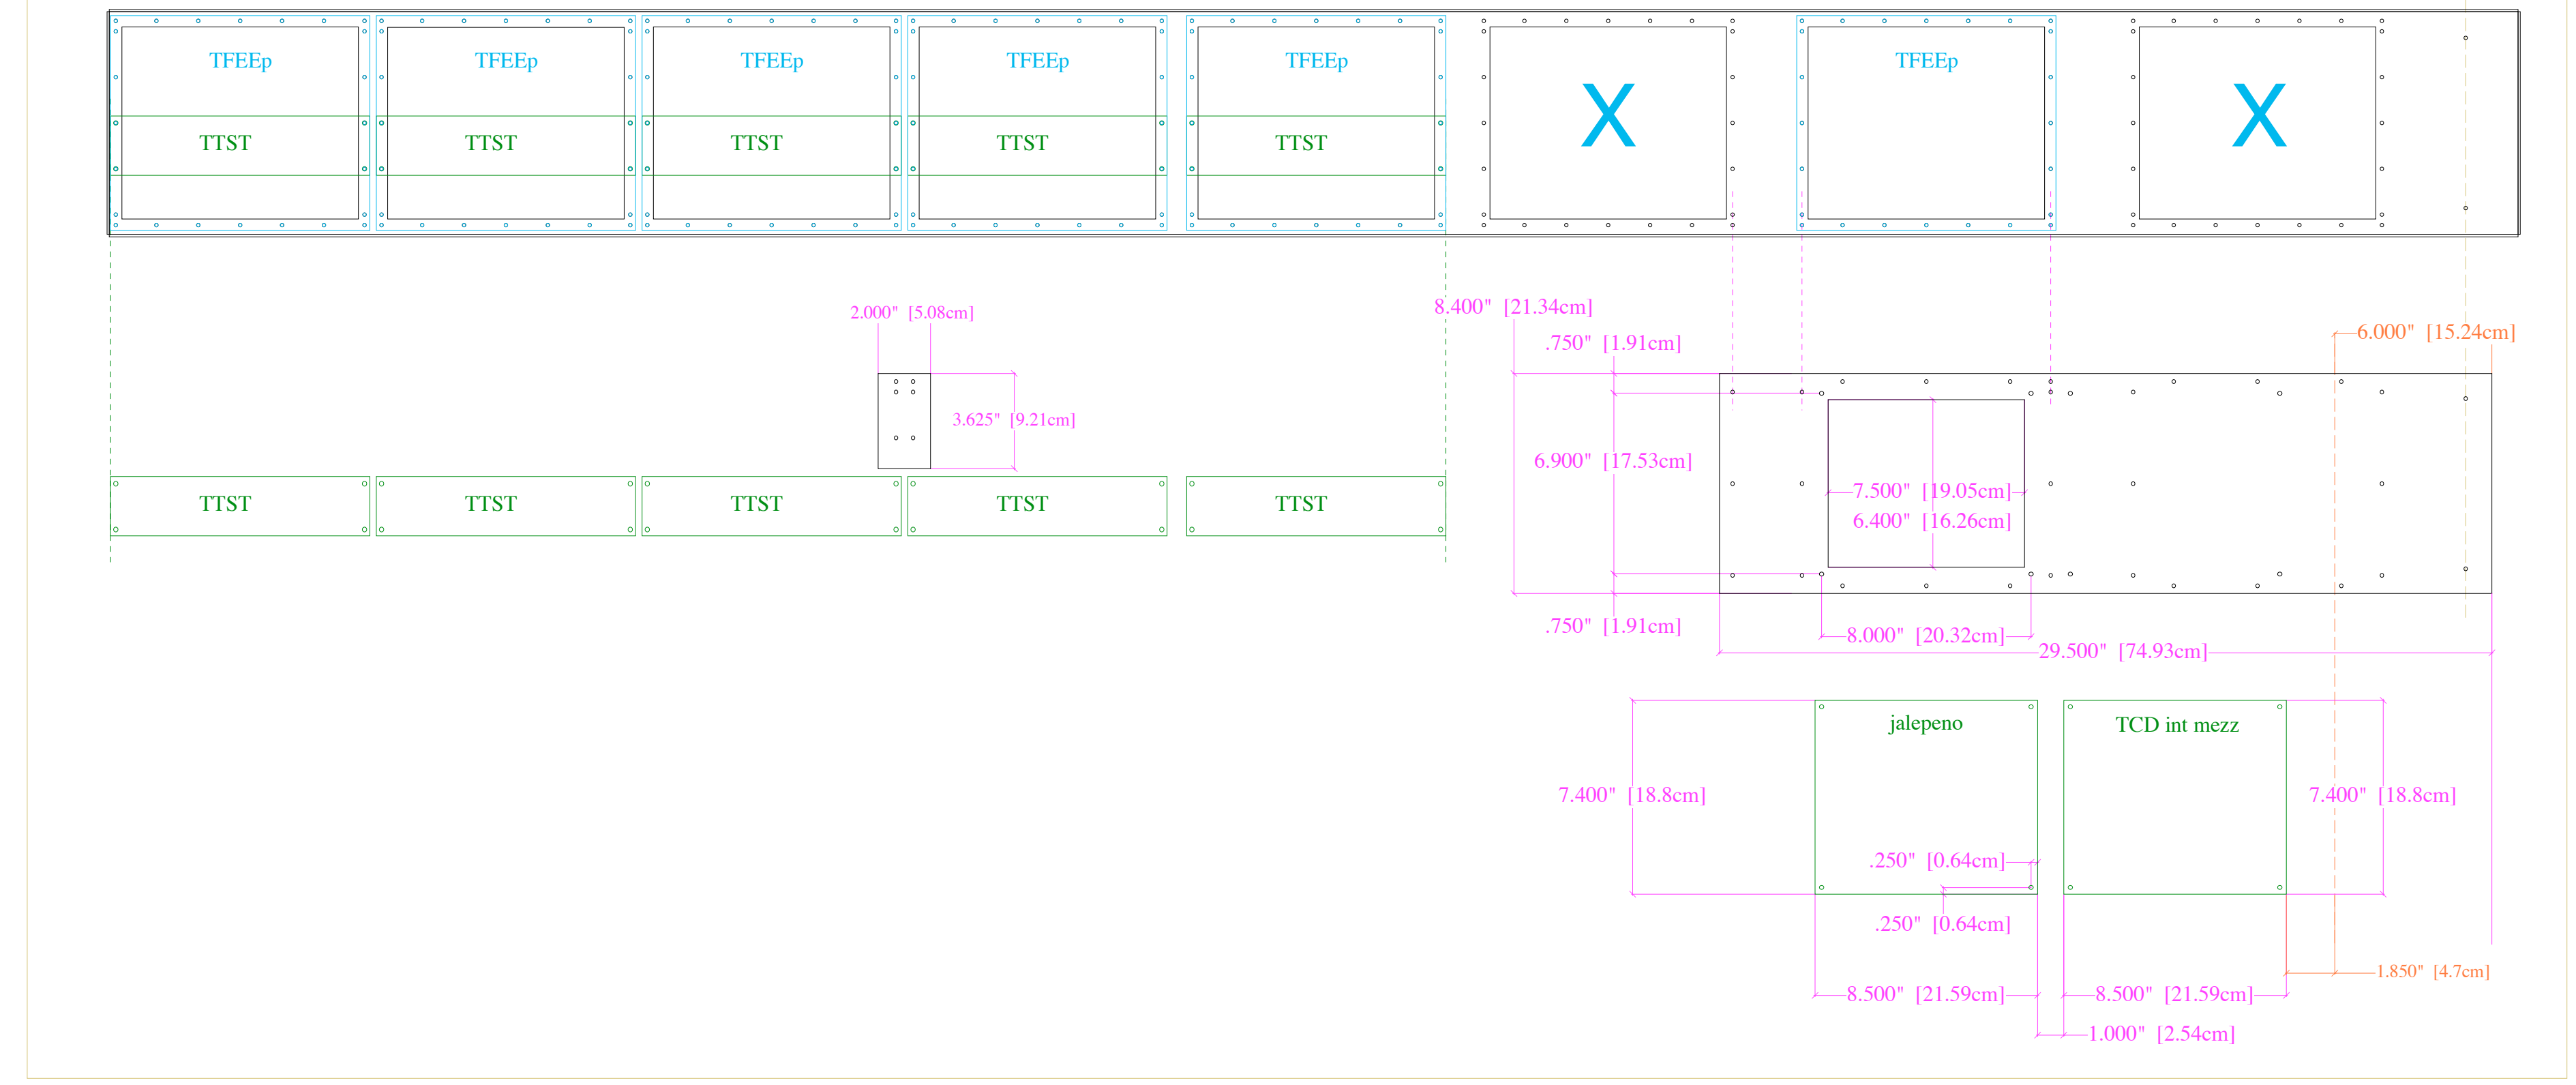 TFEEp TFEEp TFEEp TFEEp TFEEp TFEEp
X X
TTST TTST TTST TTST TTST
8.400" [21.34cm]
2.000" [5.08cm]
6.000" [15.24cm]
.750" [1.91cm]
3.625" [9.21cm]
6.900" [17.53cm]
7.500" [19.05cm]
TTST TTST TTST TTST TTST
6.400" [16.26cm]
.750" [1.91cm]
8.000" [20.32cm]
29.500" [74.93cm]
jalepeno TCD int mezz
7.400" [18.8cm] 7.400" [18.8cm]
.250" [0.64cm]
.250" [0.64cm]
1.850" [4.7cm]
8.500" [21.59cm] 8.500" [21.59cm]
1.000" [2.54cm]